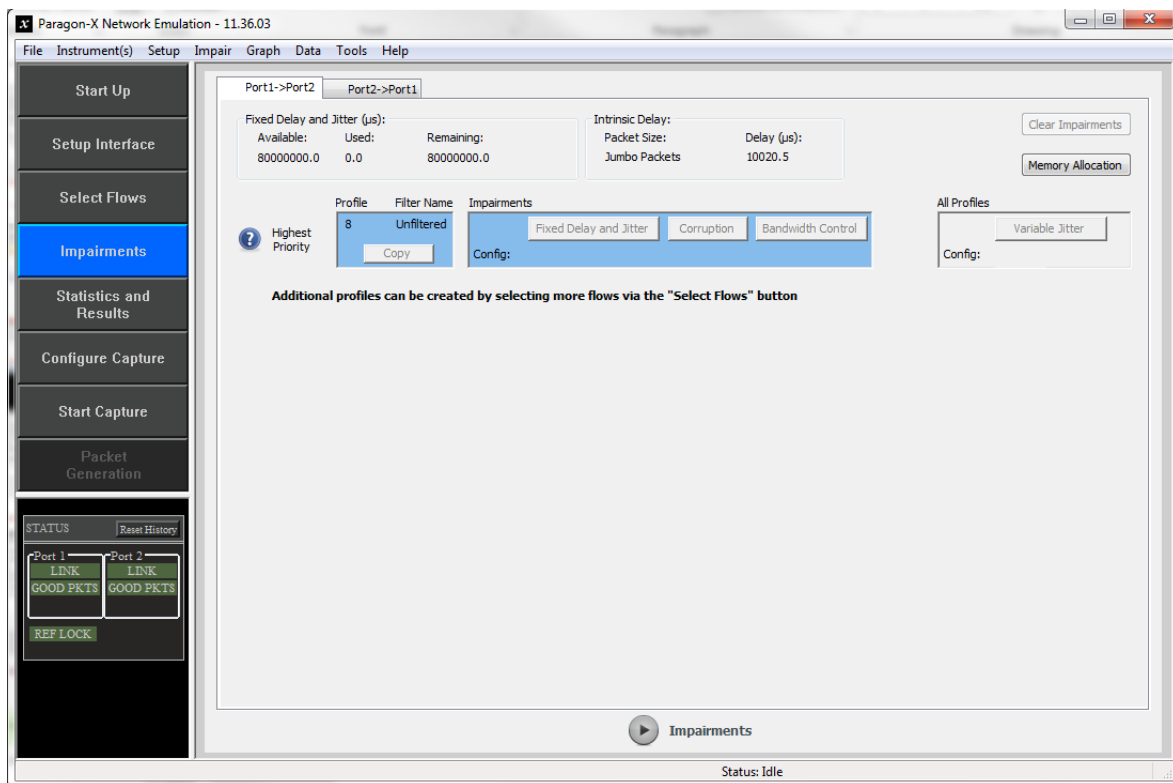 Paragon-X Network Emulation - 11.36.03
File Instrument(s) Setup Impair Graph Data Tools Help
Start Up
Setup Interface
Select Flows
Impairments
Statistics and
Results
Configure Capture
Start Capture
Packet
Generation
STATUS Reset History
Port 1 Port 2
LINK LINK
GOOD PKTS GOOD PKTS
REF LOCK
Port1->Port2 Port2->Port1
Fixed Delay and Jitter (µs):
Available: Used: Remaining:
80000000.0 0.0 80000000.0
Intrinsic Delay:
Packet Size: Delay (µs):
Jumbo Packets 10020.5
Clear Impairments
Memory Allocation
Profile Filter Name Impairments All Profiles
Highest
Priority
8 Unfiltered
Copy
Fixed Delay and Jitter Corruption Bandwidth Control
Config:
Variable Jitter
Config:
Additional profiles can be created by selecting more flows via the "Select Flows" button
Impairments
Status: Idle